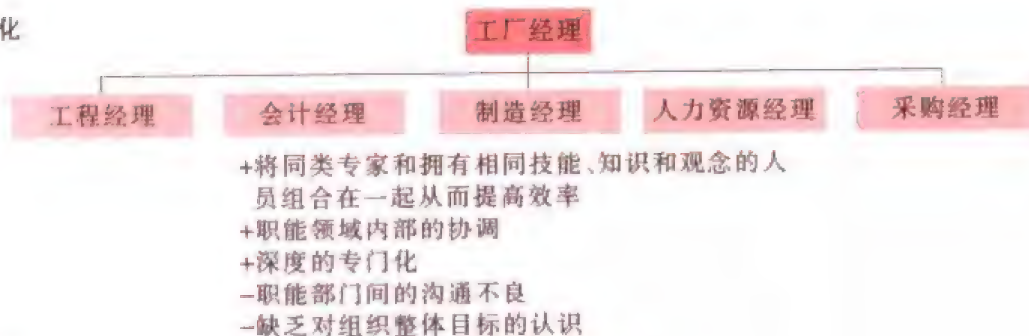 化
工厂经理
工程经理 会计经理 制造经理 人力资源经理 采购经理
+将同类专家和拥有相同技能、知识和观念的人
员组合在一起从而提高效率
+职能领域内部的协调
+深度的专门化
-职能部门间的沟通不良
-缺乏对组织整体目标的认识